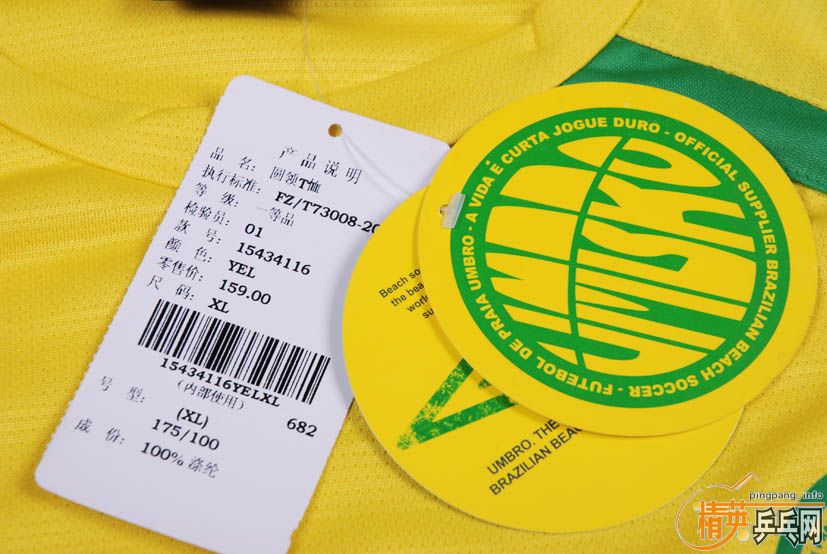 产品说明
品 名: 圆领T恤
执行标准: FZ/T73008-20
等 级: 一等品
检验员: 01
款 号: 15434116
颜 色: YEL
零售价: 159.00
尺 码: XL
15434116YELXL
(内部使用)
682
号 型: (XL)
175/100
成 价: 100% 涤纶
A VIDA É CURTA JOGUE DURO - OFFICIAL SUPPLIER BRAZILIAN BEACH SOCCER - FUTEBOL DE PRAIA UMBRO -
Beach so
the bea
worl
su
UMBRO. THE
BRAZILIAN BEA
pingpang.info
精英乒乓网